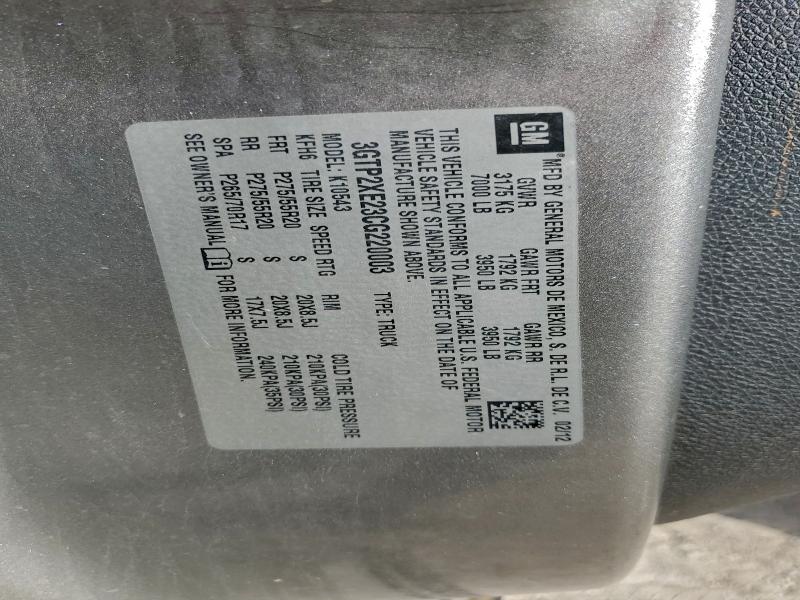 GM
®MFD. BY GENERAL MOTORS DE MEXICO, S. DE R.L. DE C.V. 02/12
GVWR GAWR FRT GAWR RR
3175 KG 1792 KG 1792 KG
7000 LB 3950 LB 3950 LB
THIS VEHICLE CONFORMS TO ALL APPLICABLE U.S. FEDERAL MOTOR
VEHICLE SAFETY STANDARDS IN EFFECT ON THE DATE OF
MANUFACTURE SHOWN ABOVE.
3GTP2XE23CG220003 TYPE: TRUCK
MODEL: K10543
KFH6 TIRE SIZE SPEED RTG RIM COLD TIRE PRESSURE
FRT P275/55R20 S 20X8.5J 210KPA(30PSI)
RR P275/55R20 S 20X8.5J 210KPA(30PSI)
SPA P265/70R17 S 17X7.5J 240KPA(35PSI)
SEE OWNER'S MANUAL FOR MORE INFORMATION.